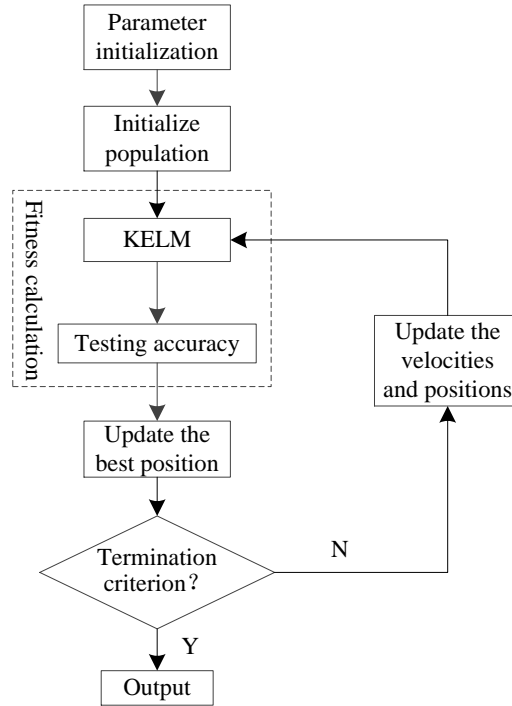 Parameter
initialization
Initialize
population
Fitness calculation
KELM
Testing accuracy
Update the
velocities
and positions
Update the
best position
Termination
criterion?
N
Y
Output